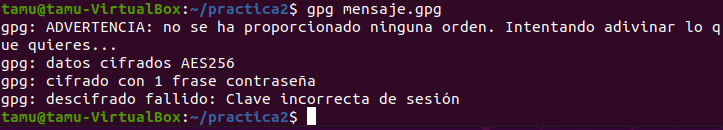 tamu@tamu-VirtualBox:~/practica2$ gpg mensaje.gpg
gpg: ADVERTENCIA: no se ha proporcionado ninguna orden. Intentando adivinar lo q
ue quieres...
gpg: datos cifrados AES256
gpg: cifrado con 1 frase contraseña
gpg: descifrado fallido: Clave incorrecta de sesión
tamu@tamu-VirtualBox:~/practica2$